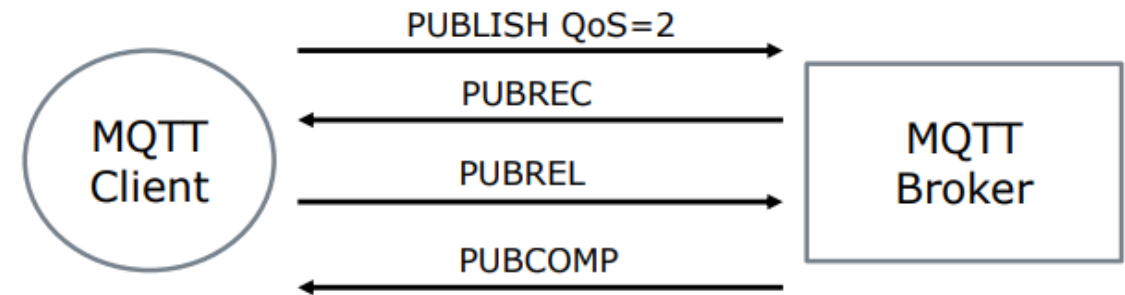 PUBLISH QoS=2
PUBREC
MQTT
Client
PUBREL
MQTT
Broker
PUBCOMP